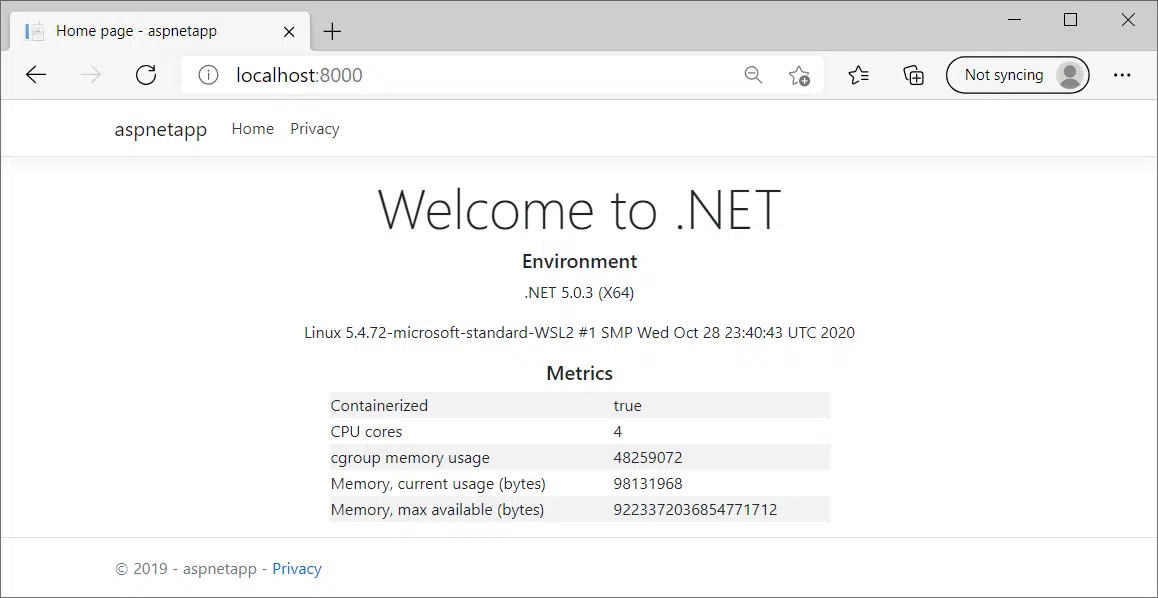 Home page - aspnetapp
localhost:8000
Not syncing
aspnetapp Home Privacy
Welcome to .NET
Environment
.NET 5.0.3 (X64)
Linux 5.4.72-microsoft-standard-WSL2 #1 SMP Wed Oct 28 23:40:43 UTC 2020
Metrics
Containerized true
CPU cores 4
cgroup memory usage 48259072
Memory, current usage (bytes) 98131968
Memory, max available (bytes) 9223372036854771712
© 2019 - aspnetapp - Privacy